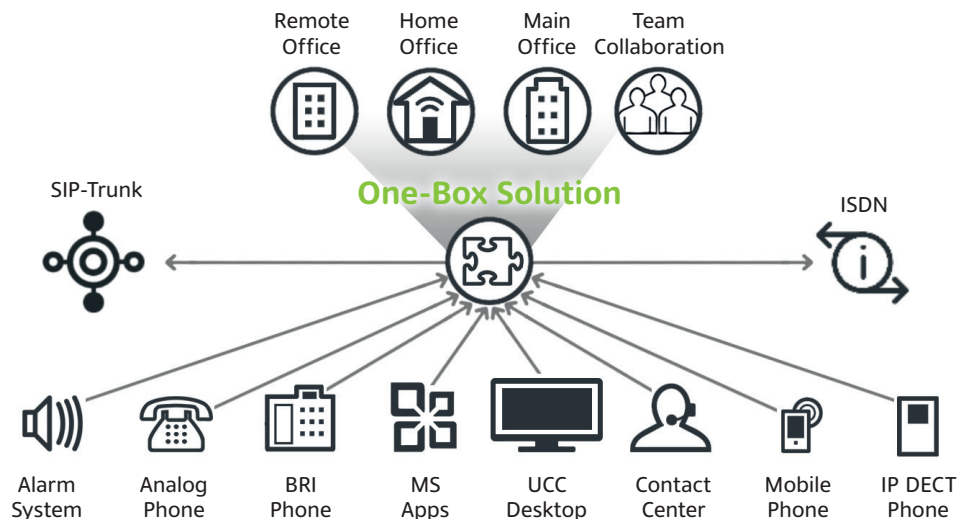 Remote
Office
Home
Office
Main
Office
Team
Collaboration
One-Box Solution
SIP-Trunk
ISDN
i
Alarm
System
Analog
Phone
BRI
Phone
MS
Apps
UCC
Desktop
Contact
Center
Mobile
Phone
IP DECT
Phone